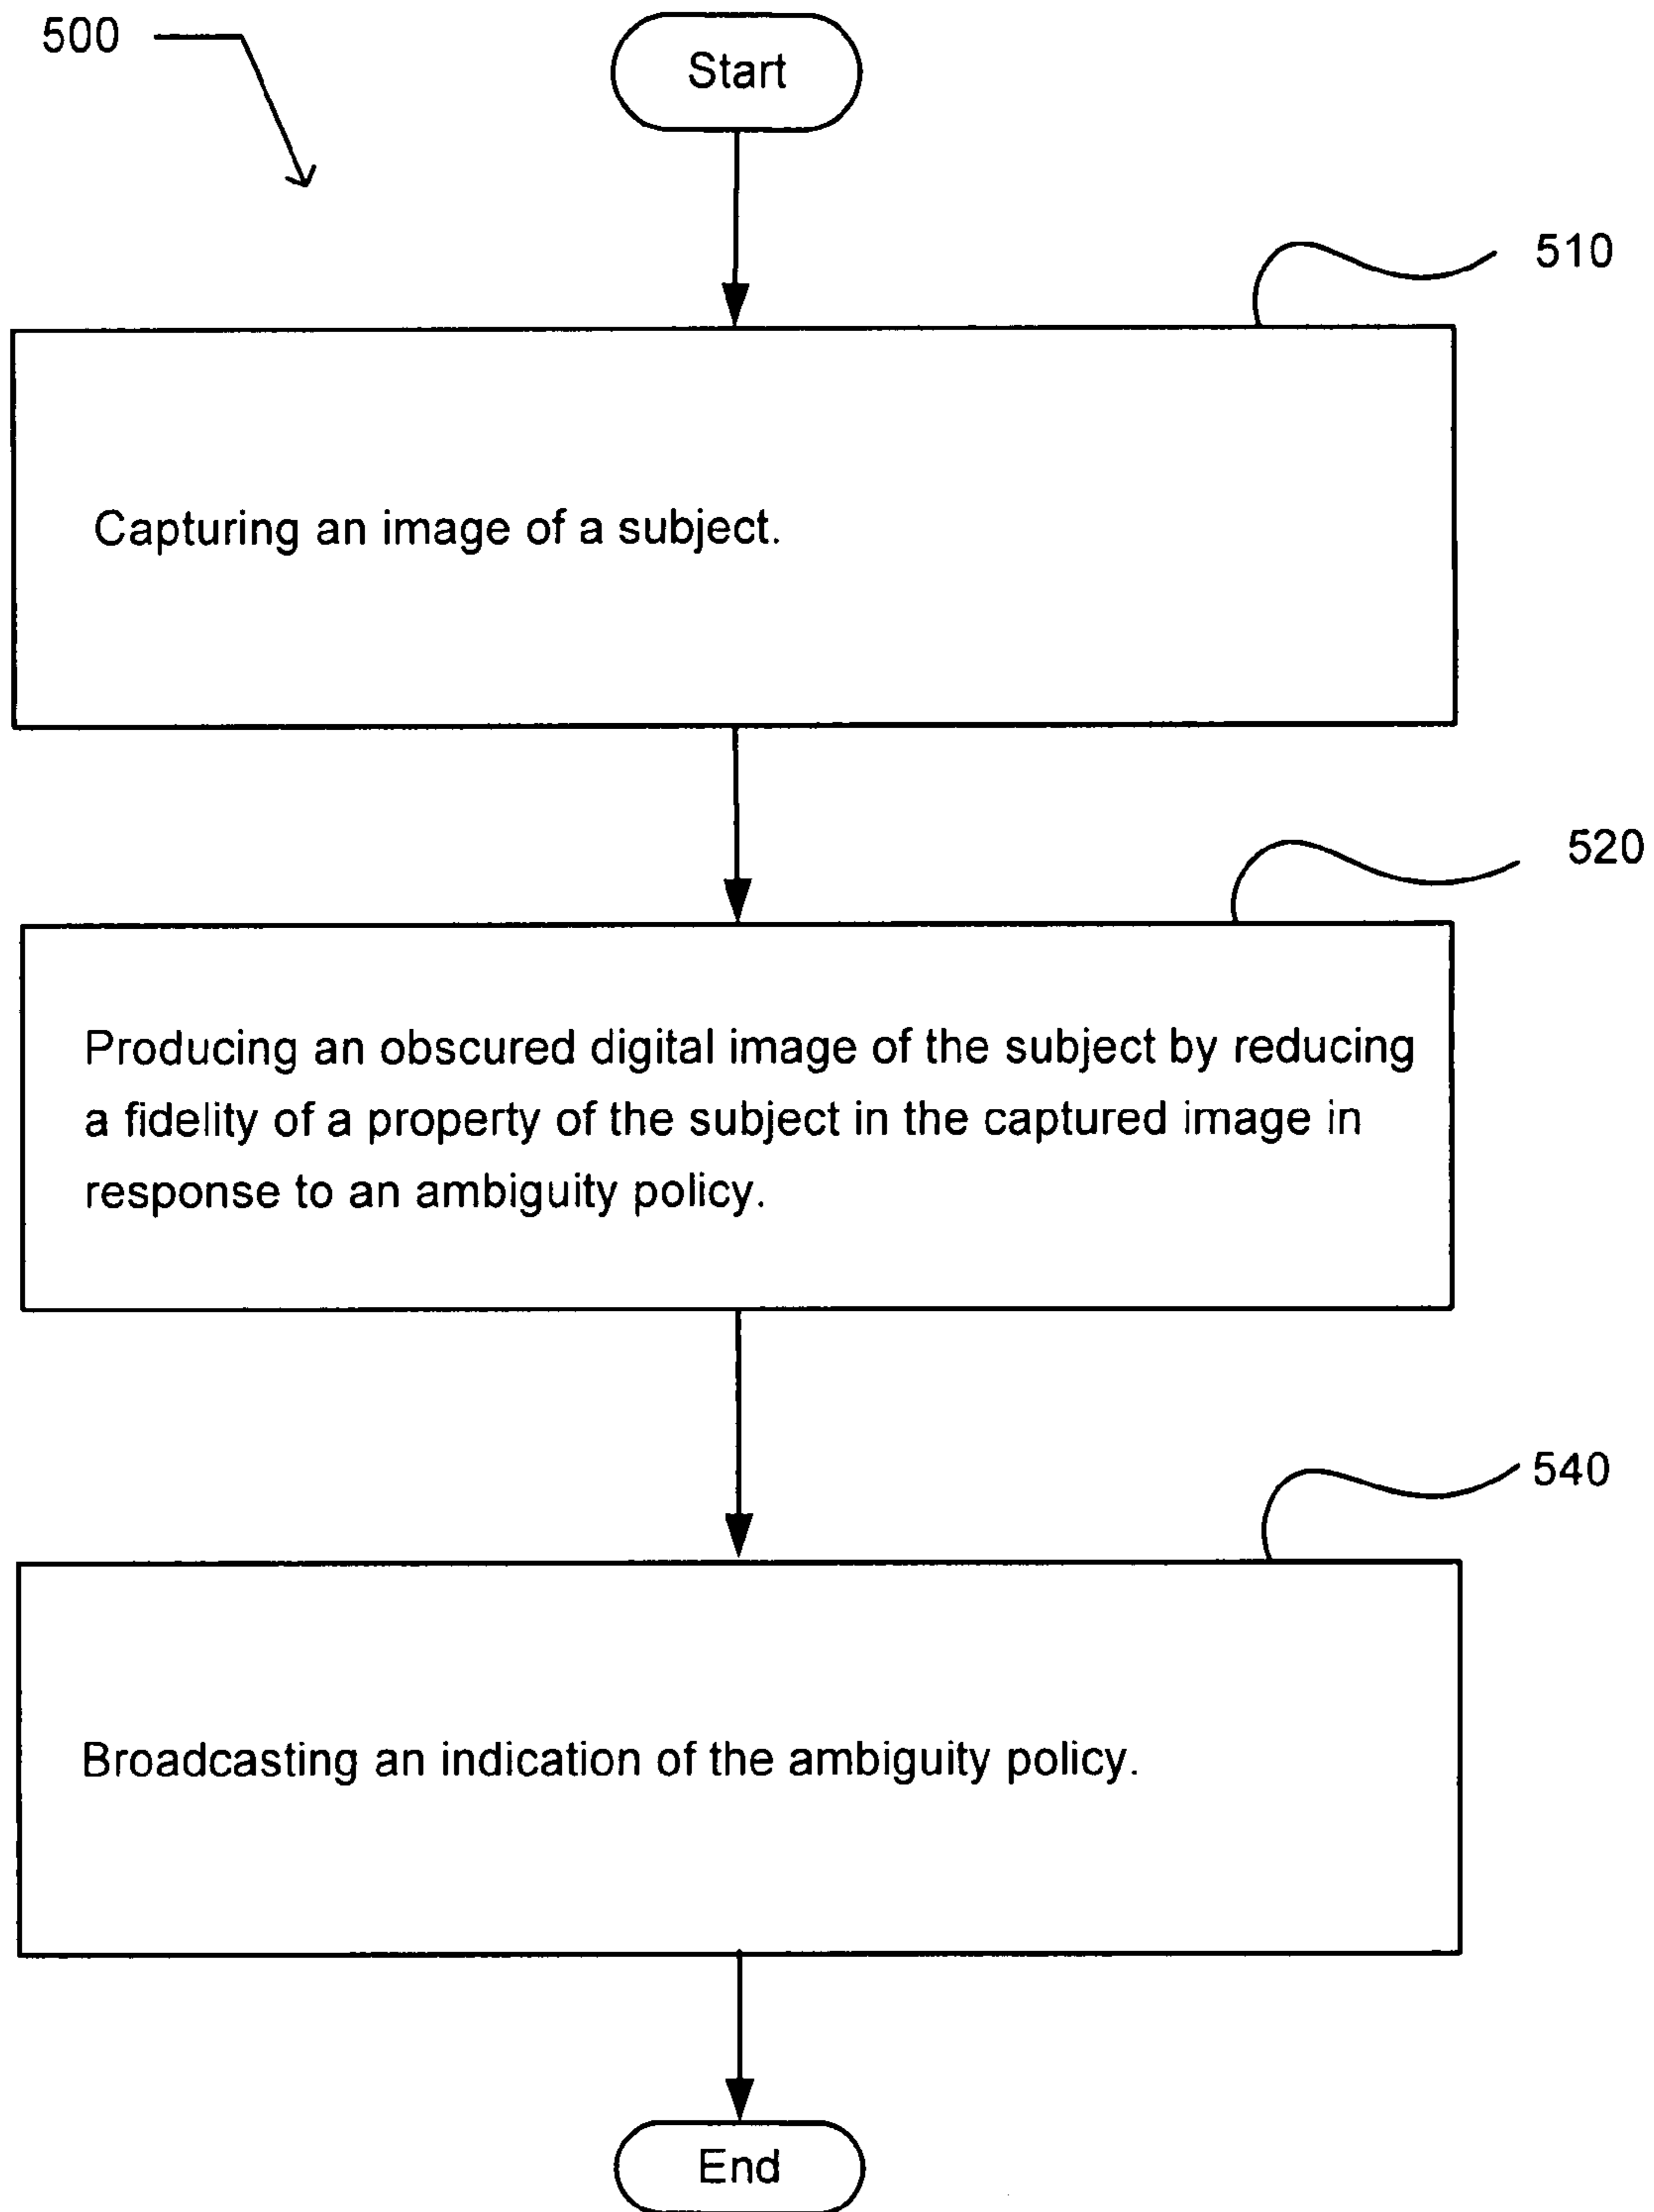 500
Start
510
Capturing an image of a subject.
520
Producing an obscured digital image of the subject by reducing
a fidelity of a property of the subject in the captured image in
response to an ambiguity policy.
540
Broadcasting an indication of the ambiguity policy.
End